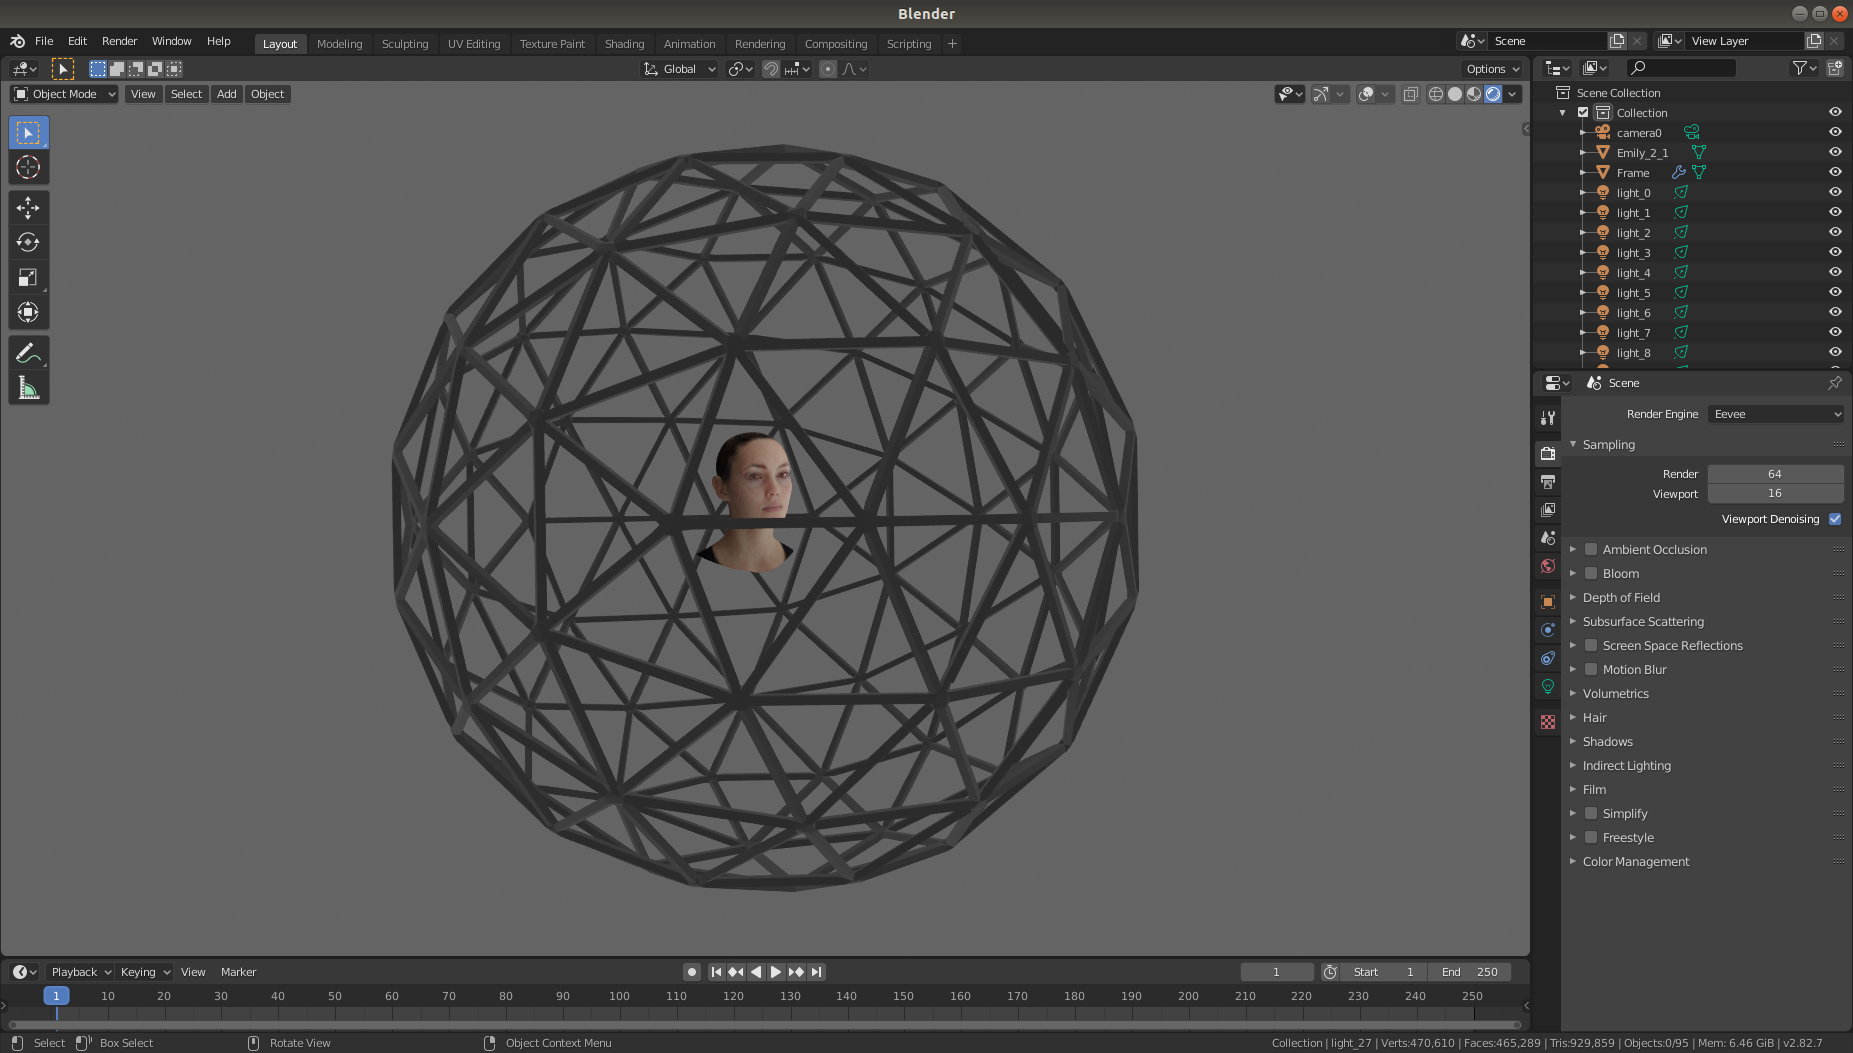 Blender
File Edit Render Window Help
Layout Modeling Sculpting UV Editing Texture Paint Shading Animation Rendering Compositing Scripting +
Scene
View Layer
Global
Options
Object Mode View Select Add Object
Scene Collection
Collection
camera0
Emily_2_1
Frame
light_0
light_1
light_2
light_3
light_4
light_5
light_6
light_7
light_8
Scene
Render Engine Eevee
Sampling
Render 64
Viewport 16
Viewport Denoising
Ambient Occlusion
Bloom
Depth of Field
Subsurface Scattering
Screen Space Reflections
Motion Blur
Volumetrics
Hair
Shadows
Indirect Lighting
Film
Simplify
Freestyle
Color Management
Playback Keying View Marker
1 Start 1 End 250
1 10 20 30 40 50 60 70 80 90 100 110 120 130 140 150 160 170 180 190 200 210 220 230 240 250
Select Box Select Rotate View Object Context Menu
Collection | light_27 | Verts:470,610 | Faces:465,289 | Tris:929,859 | Objects:0/95 | Mem: 6.46 GiB | v2.82.7